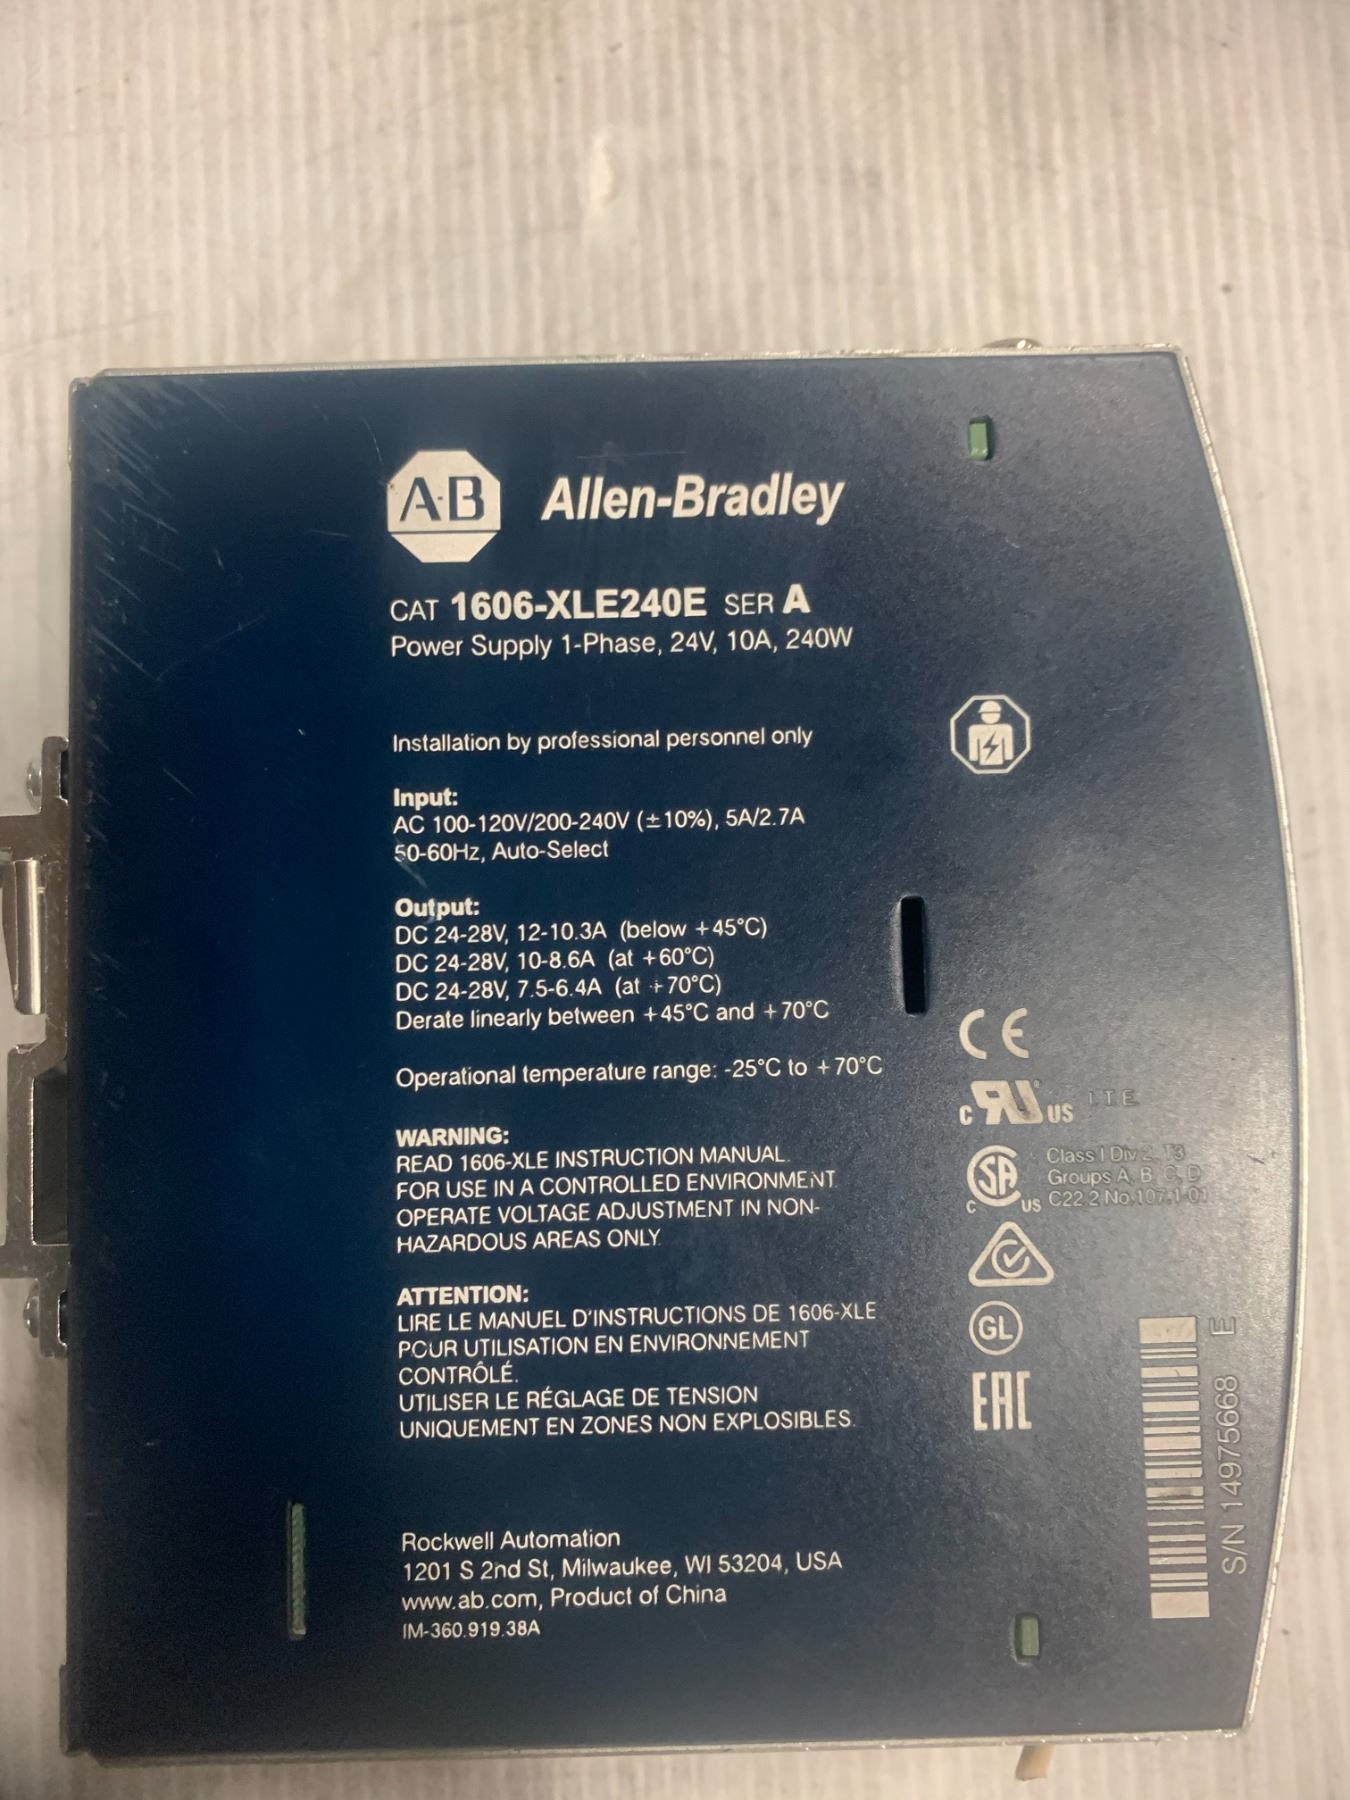 A-B Allen-Bradley
CAT 1606-XLE240E SER A
Power Supply 1-Phase, 24V, 10A, 240W
Installation by professional personnel only
Input:
AC 100-120V/200-240V (±10%), 5A/2.7A
50-60Hz, Auto-Select
Output:
DC 24-28V, 12-10.3A (below +45°C)
DC 24-28V, 10-8.6A (at +60°C)
DC 24-28V, 7.5-6.4A (at +70°C)
Derate linearly between +45°C and +70°C
Operational temperature range: -25°C to +70°C
WARNING:
READ 1606-XLE INSTRUCTION MANUAL.
FOR USE IN A CONTROLLED ENVIRONMENT.
OPERATE VOLTAGE ADJUSTMENT IN NON-
HAZARDOUS AREAS ONLY.
ATTENTION:
LIRE LE MANUEL D'INSTRUCTIONS DE 1606-XLE
POUR UTILISATION EN ENVIRONNEMENT
CONTRÔLÉ.
UTILISER LE RÉGLAGE DE TENSION
UNIQUEMENT EN ZONES NON EXPLOSIBLES.
Rockwell Automation
1201 S 2nd St, Milwaukee, WI 53204, USA
www.ab.com, Product of China
IM-360.919.38A
CE
c RU US I.T.E.
c SA US
Class I Div 2, T3
Groups A, B, C, D
C22.2 No.107.1-01
GL
EAC
S/N 14975668 E